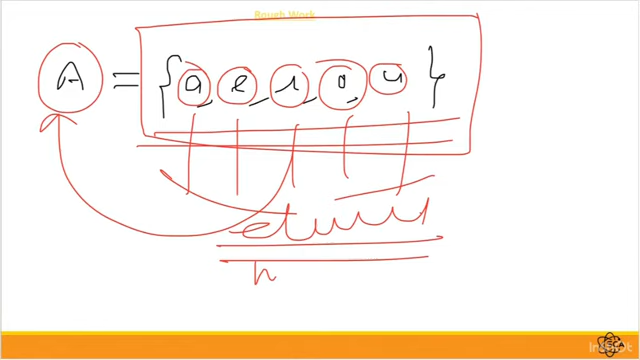 Rough Work
A = {a, e, i, o, u}
h